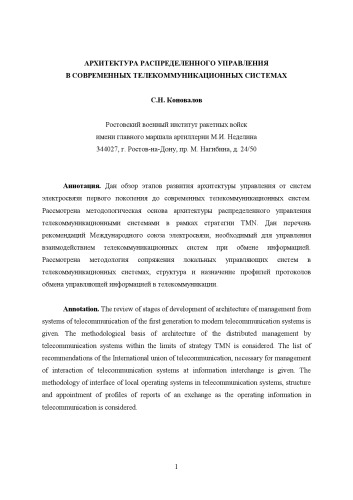 АРХИТЕКТУРА РАСПРЕДЕЛЕННОГО УПРАВЛЕНИЯ
В СОВРЕМЕННЫХ ТЕЛЕКОММУНИКАЦИОННЫХ СИСТЕМАХ
С.Н. Коновалов
Ростовский военный институт ракетных войск
имени главного маршала артиллерии М.И. Неделина
344027, г. Ростов-на-Дону, пр. М. Нагибина, д. 24/50
Аннотация. Дан обзор этапов развития архитектуры управления от систем
электросвязи первого поколения до современных телекоммуникационных систем.
Рассмотрена методологическая основа архитектуры распределенного управления
телекоммуникационными системами в рамках стратегии TMN. Дан перечень
рекомендаций Международного союза электросвязи, необходимый для управления
взаимодействием телекоммуникационных систем при обмене информацией.
Рассмотрена методология сопряжения локальных управляющих систем в
телекоммуникационных системах, структура и назначение профилей протоколов
обмена управляющей информацией в телекоммуникации.
Annotation. The review of stages of development of architecture of management from
systems of telecommunication of the first generation to modern telecommunication systems is
given. The methodological basis of architecture of the distributed management by
telecommunication systems within the limits of strategy TMN is considered. The list of
recommendations of the International union of telecommunication, necessary for management
of interaction of telecommunication systems at information interchange is given. The
methodology of interface of local operating systems in telecommunication systems, structure
and appointment of profiles of reports of an exchange as the operating information in
telecommunication is considered.
1